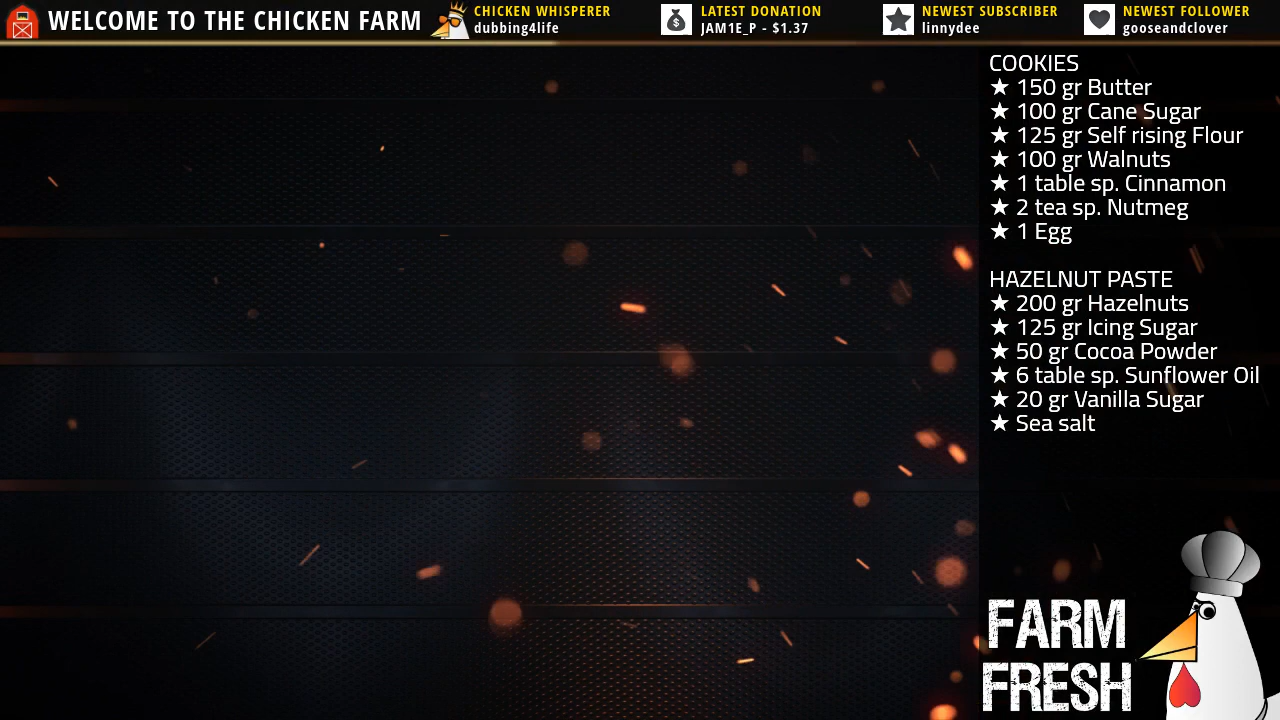 WELCOME TO THE CHICKEN FARM
CHICKEN WHISPERER
dubbing4life
LATEST DONATION
JAM1E_P - $1.37
NEWEST SUBSCRIBER
linnydee
NEWEST FOLLOWER
gooseandclover
COOKIES
★ 150 gr Butter
★ 100 gr Cane Sugar
★ 125 gr Self rising Flour
★ 100 gr Walnuts
★ 1 table sp. Cinnamon
★ 2 tea sp. Nutmeg
★ 1 Egg
HAZELNUT PASTE
★ 200 gr Hazelnuts
★ 125 gr Icing Sugar
★ 50 gr Cocoa Powder
★ 6 table sp. Sunflower Oil
★ 20 gr Vanilla Sugar
★ Sea salt
FARM
FRESH